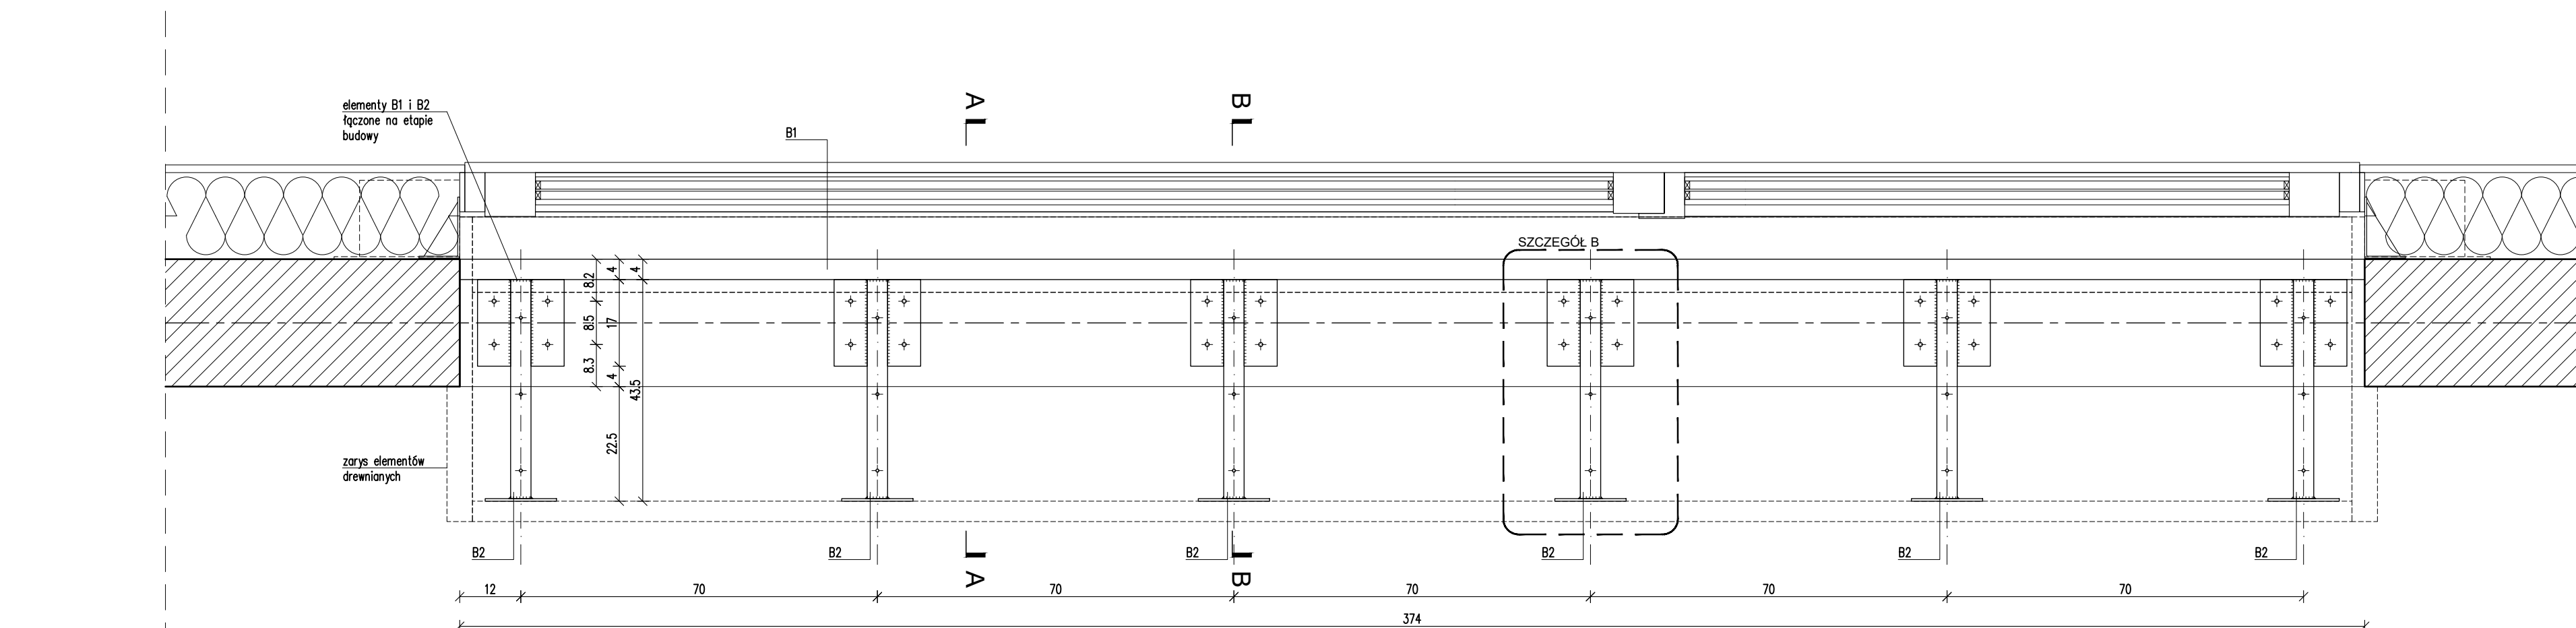 A
B
elementy B1 i B2
łączone na etapie
budowy
B1
SZCZEGÓŁ B
8.2
4
4
8.5
17
8.3
4
43.5
22.5
zarys elementów
drewnianych
B2
B2
B2
B2
B2
B2
A
B
12
70
70
70
70
70
374